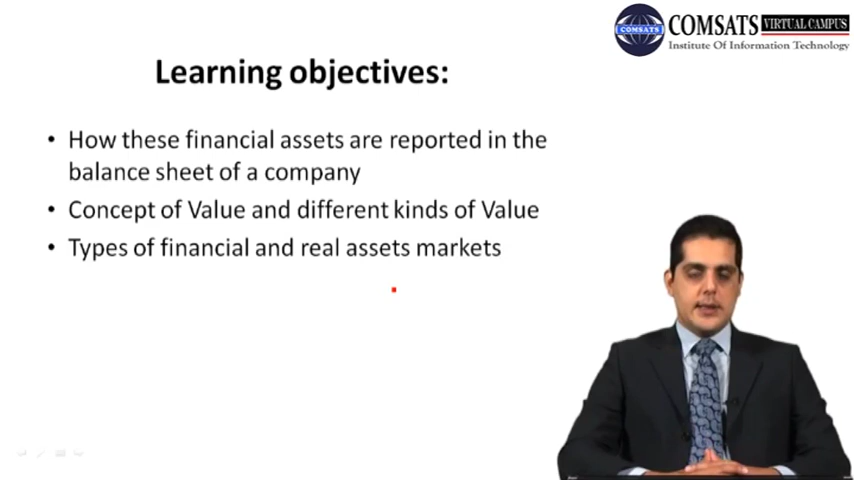 COMSATS VIRTUAL CAMPUS
COMSATS
Institute Of Information Technology
Learning objectives:
• How these financial assets are reported in the
balance sheet of a company
• Concept of Value and different kinds of Value
• Types of financial and real assets markets